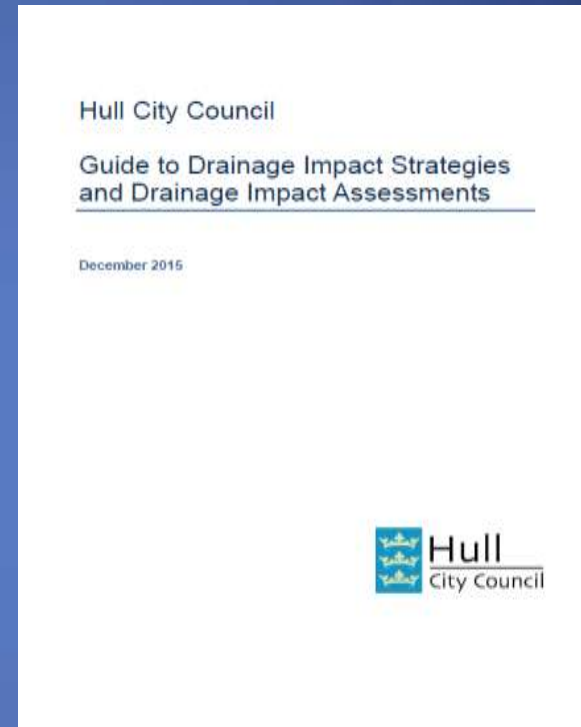 Hull City Council
Guide to Drainage Impact Strategies
and Drainage Impact Assessments
December 2015
Hull
City Council